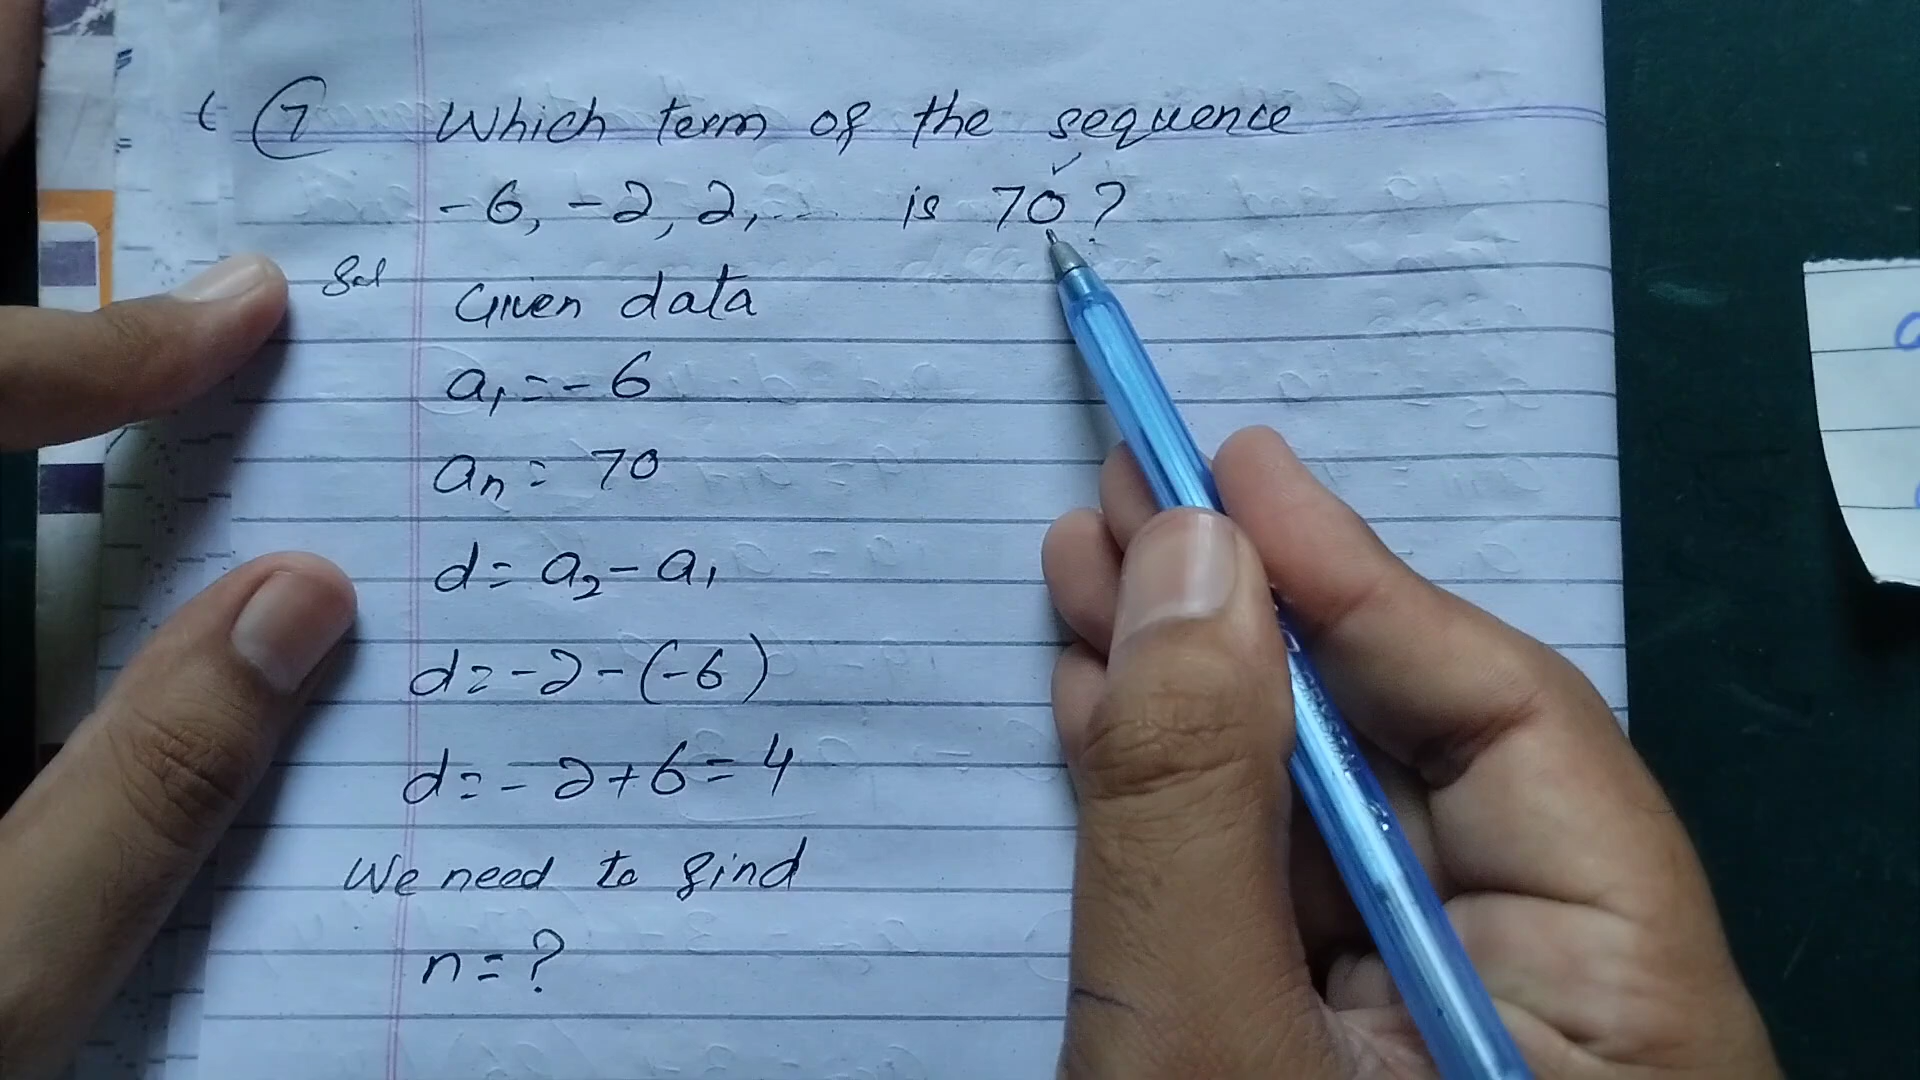 (7) Which term of the sequence
-6, -2, 2, ... is 70?
Sol Given data
a₁ = -6
aₙ = 70
d = a₂ - a₁
d = -2 - (-6)
d = -2 + 6 = 4
We need to find
n = ?